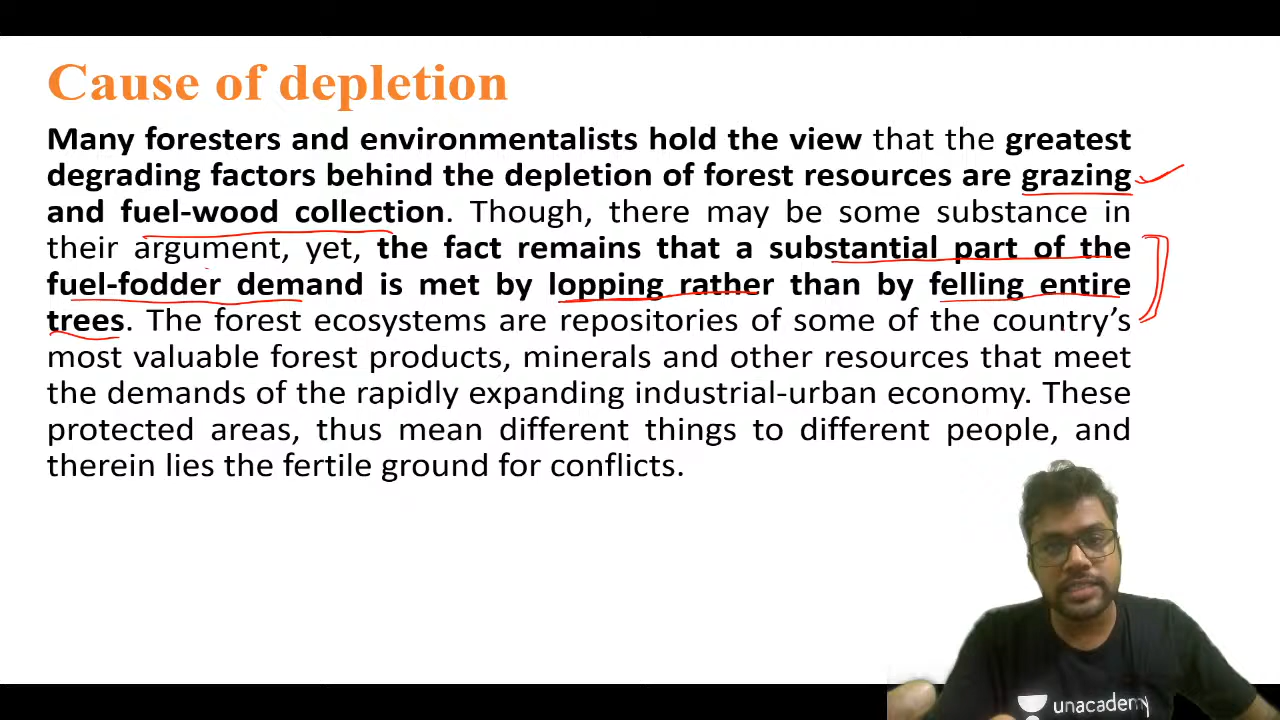 Cause of depletion
Many foresters and environmentalists hold the view that the greatest
degrading factors behind the depletion of forest resources are grazing
and fuel-wood collection. Though, there may be some substance in
their argument, yet, the fact remains that a substantial part of the
fuel-fodder demand is met by lopping rather than by felling entire
trees. The forest ecosystems are repositories of some of the country's
most valuable forest products, minerals and other resources that meet
the demands of the rapidly expanding industrial-urban economy. These
protected areas, thus mean different things to different people, and
therein lies the fertile ground for conflicts.
unacademy